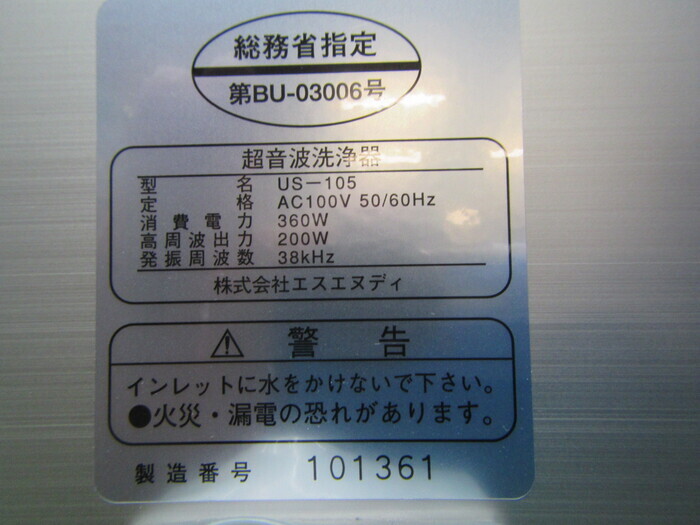 総務省指定
第BU-03006号
超音波洗浄器
型名 US-105
定格 AC100V 50/60Hz
消費電力 360W
高周波出力 200W
発振周波数 38kHz
株式会社エスエヌディ
⚠ 警告
インレットに水をかけないで下さい。
●火災・漏電の恐れがあります。
製造番号 101361